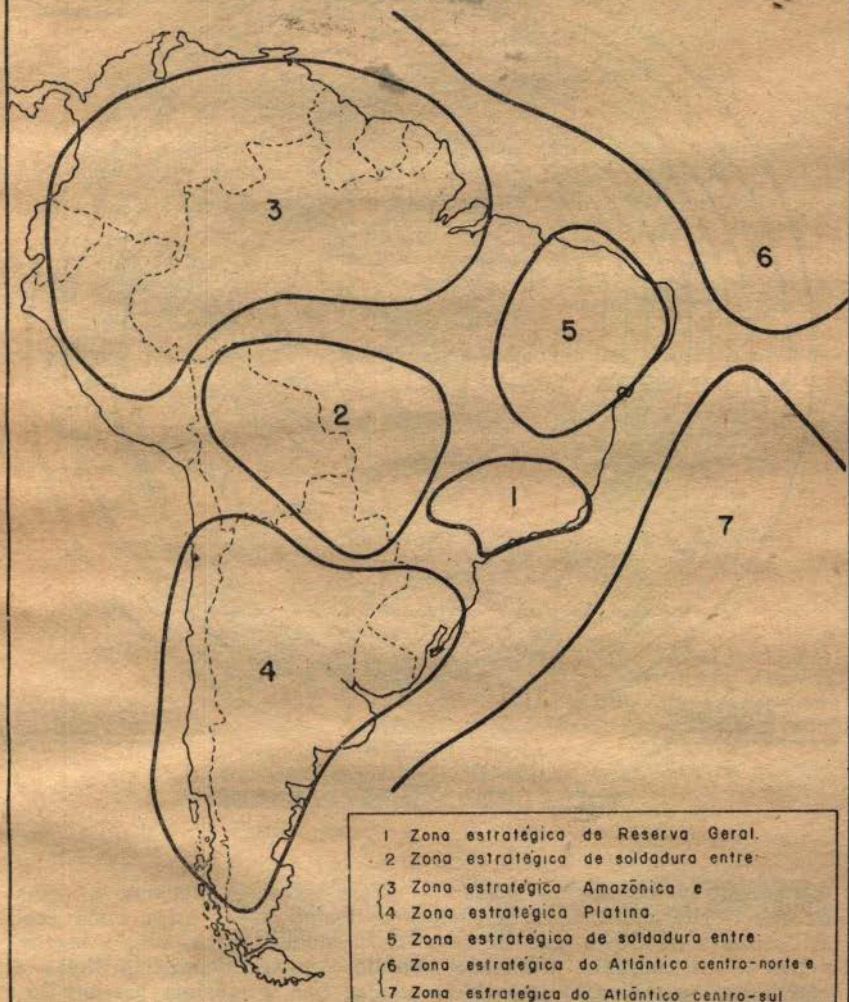 3
6
5
2
1
7
4
1 Zona estratégica de Reserva Geral.
2 Zona estratégica de soldadura entre
3 Zona estratégica Amazônica e
4 Zona estratégica Platina.
5 Zona estratégica de soldadura entre
6 Zona estratégica do Atlântico centro-norte e
7 Zona estratégica do Atlântico centro-sul